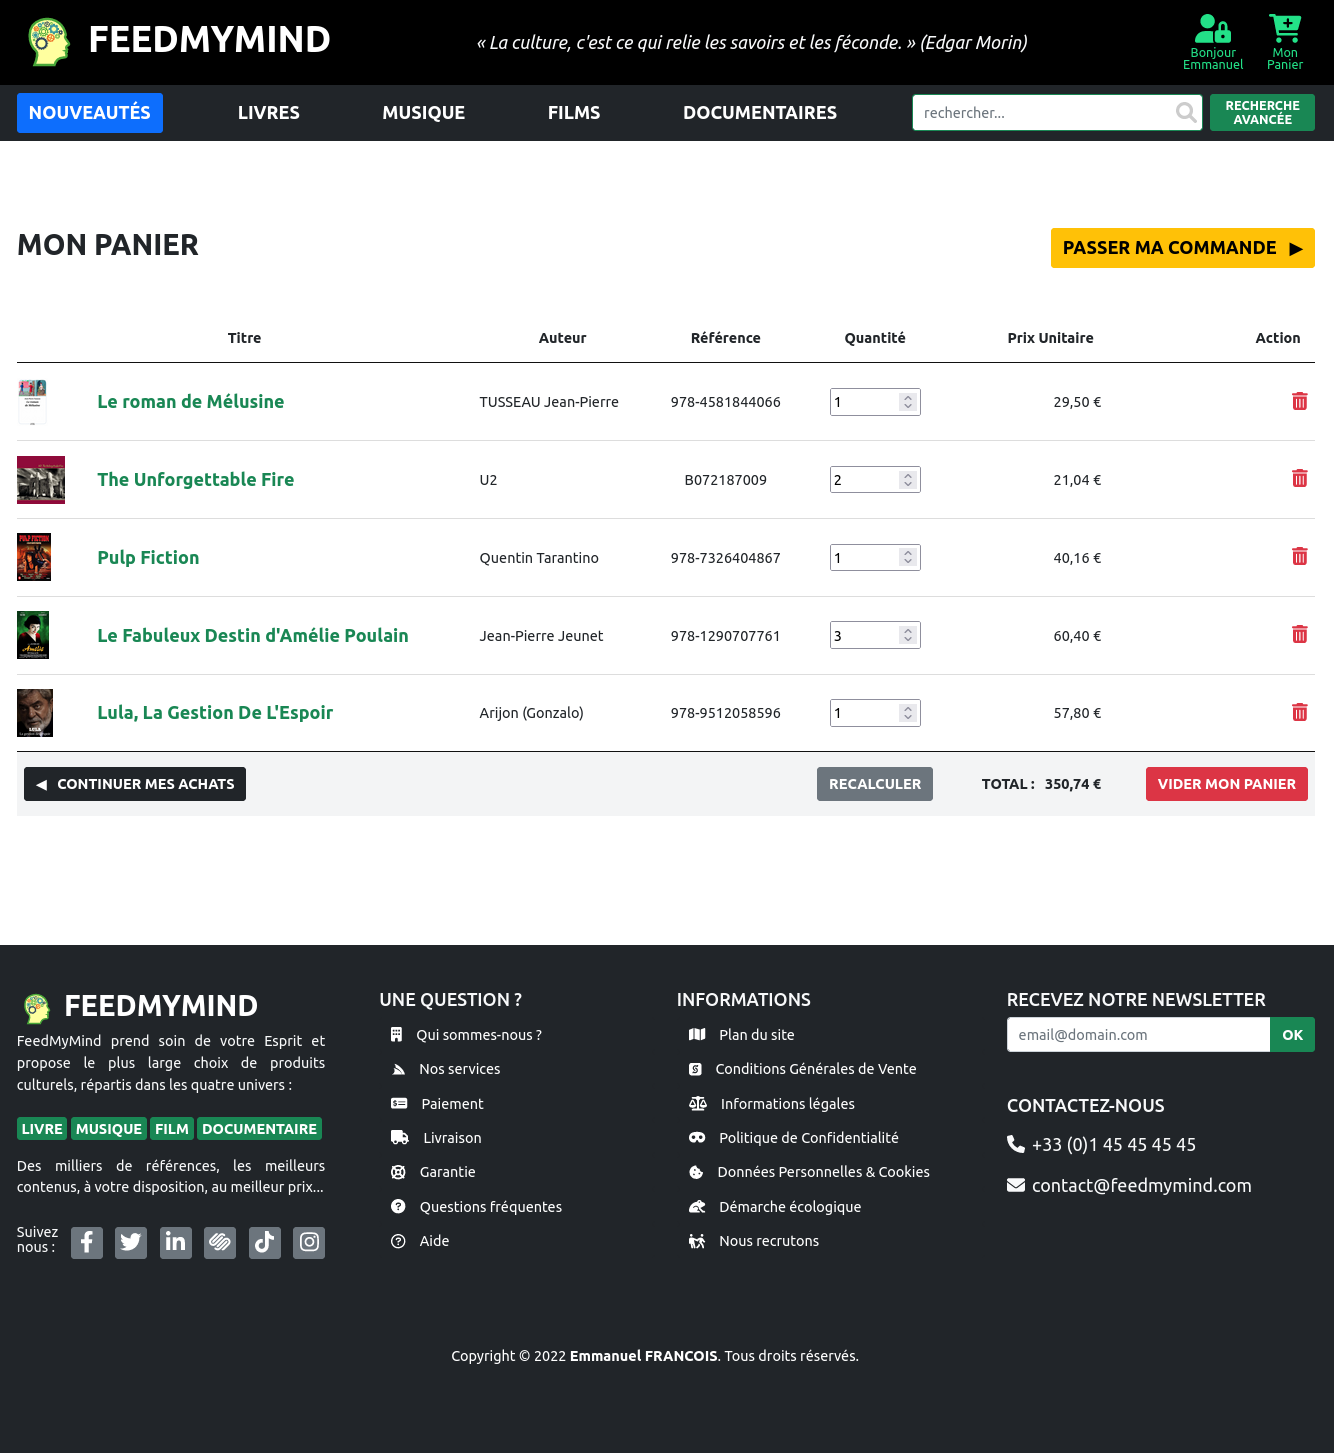 FEEDMYMIND
« La culture, c'est ce qui relie les savoirs et les féconde. » (Edgar Morin)
Bonjour
Emmanuel
Mon
Panier
NOUVEAUTÉS LIVRES MUSIQUE FILMS DOCUMENTAIRES
rechercher...
RECHERCHE
AVANCÉE
MON PANIER
PASSER MA COMMANDE ▶
Titre Auteur Référence Quantité Prix Unitaire Action
Le roman de Mélusine TUSSEAU Jean-Pierre 978-4581844066 1 29,50 €
The Unforgettable Fire U2 B072187009 2 21,04 €
PULP FICTION
Pulp Fiction Quentin Tarantino 978-7326404867 1 40,16 €
Amélie
Le Fabuleux Destin d'Amélie Poulain Jean-Pierre Jeunet 978-1290707761 3 60,40 €
LULA
Lula, La Gestion De L'Espoir Arijon (Gonzalo) 978-9512058596 1 57,80 €
◀ CONTINUER MES ACHATS RECALCULER TOTAL : 350,74 € VIDER MON PANIER
FEEDMYMIND
FeedMyMind prend soin de votre Esprit et
propose le plus large choix de produits
culturels, répartis dans les quatre univers :
LIVRE MUSIQUE FILM DOCUMENTAIRE
Des milliers de références, les meilleurs
contenus, à votre disposition, au meilleur prix...
Suivez
nous :
UNE QUESTION ?
Qui sommes-nous ?
Nos services
Paiement
Livraison
Garantie
Questions fréquentes
Aide
INFORMATIONS
Plan du site
Conditions Générales de Vente
Informations légales
Politique de Confidentialité
Données Personnelles & Cookies
Démarche écologique
Nous recrutons
RECEVEZ NOTRE NEWSLETTER
email@domain.com OK
CONTACTEZ-NOUS
+33 (0)1 45 45 45 45
contact@feedmymind.com
Copyright © 2022 Emmanuel FRANCOIS. Tous droits réservés.